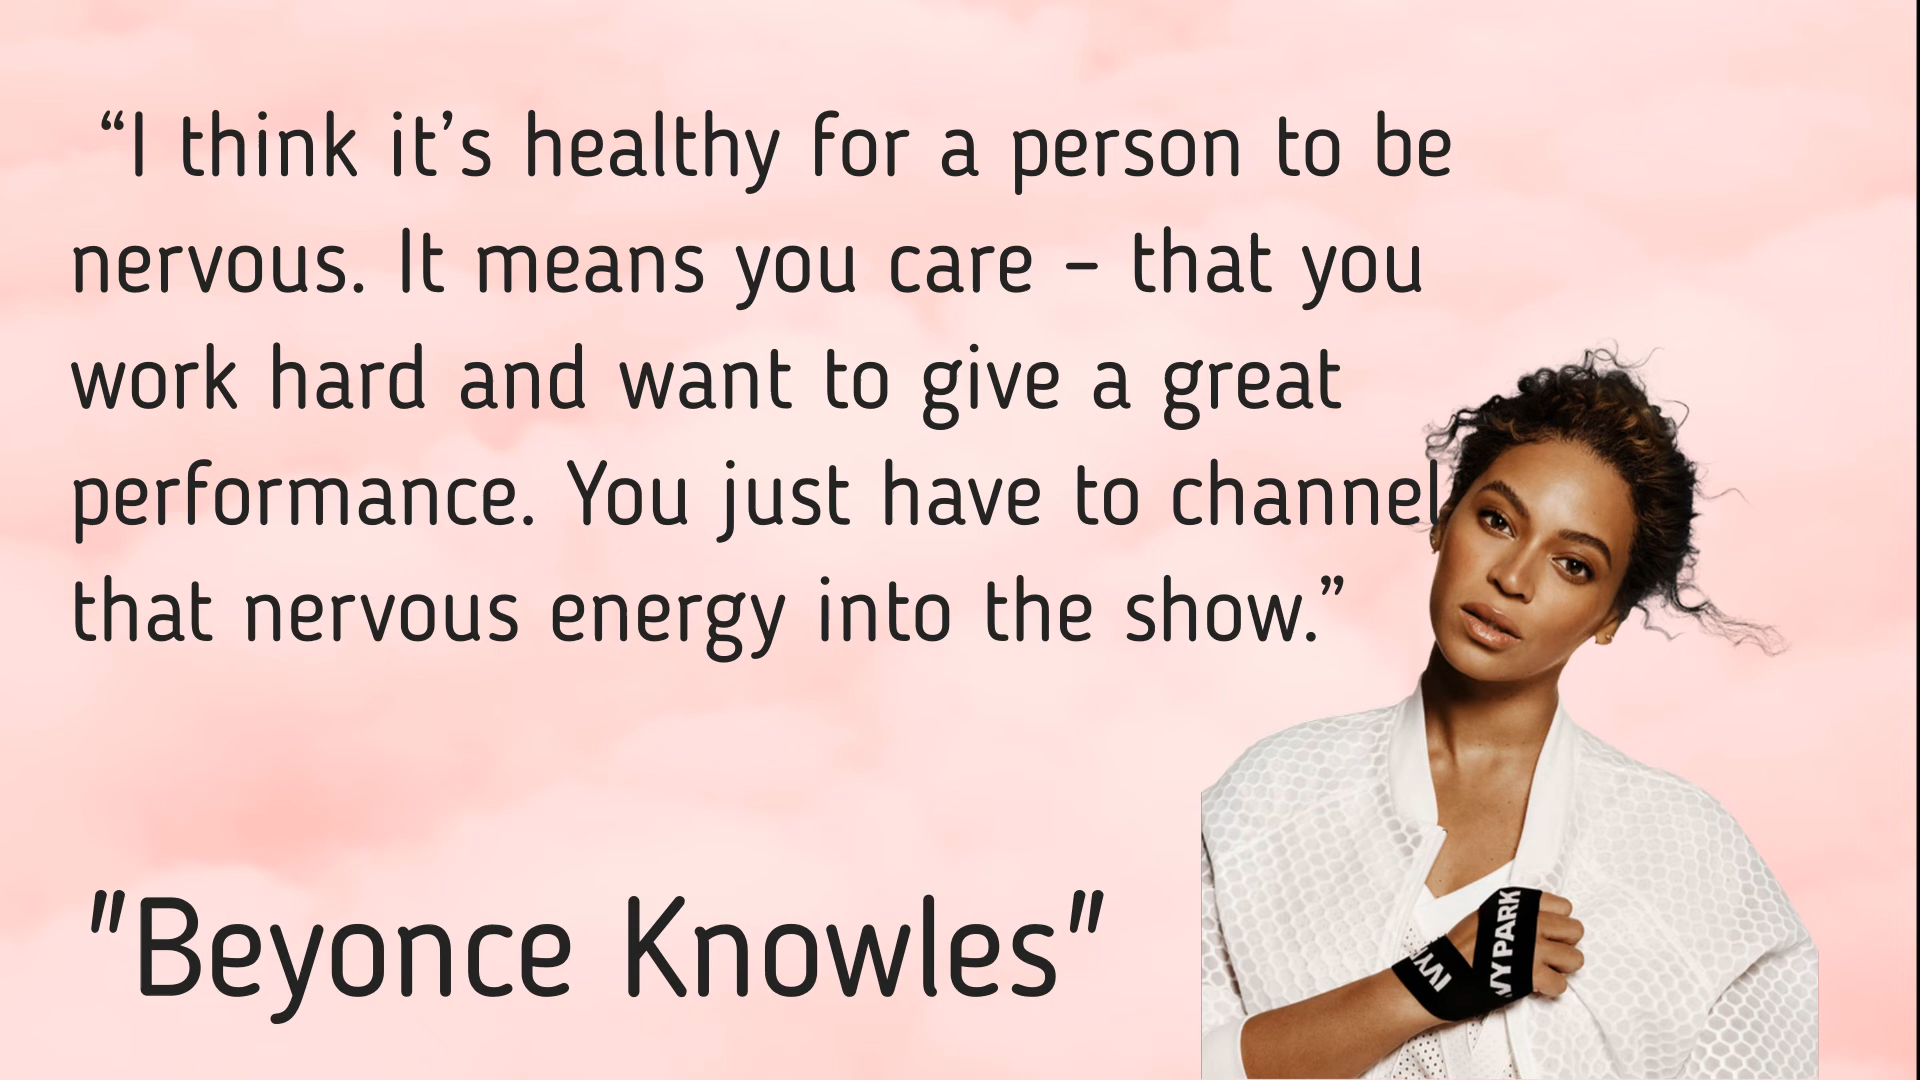 “I think it’s healthy for a person to be
nervous. It means you care – that you
work hard and want to give a great
performance. You just have to channel
that nervous energy into the show.”
"Beyonce Knowles"
IVY PARK
IVY